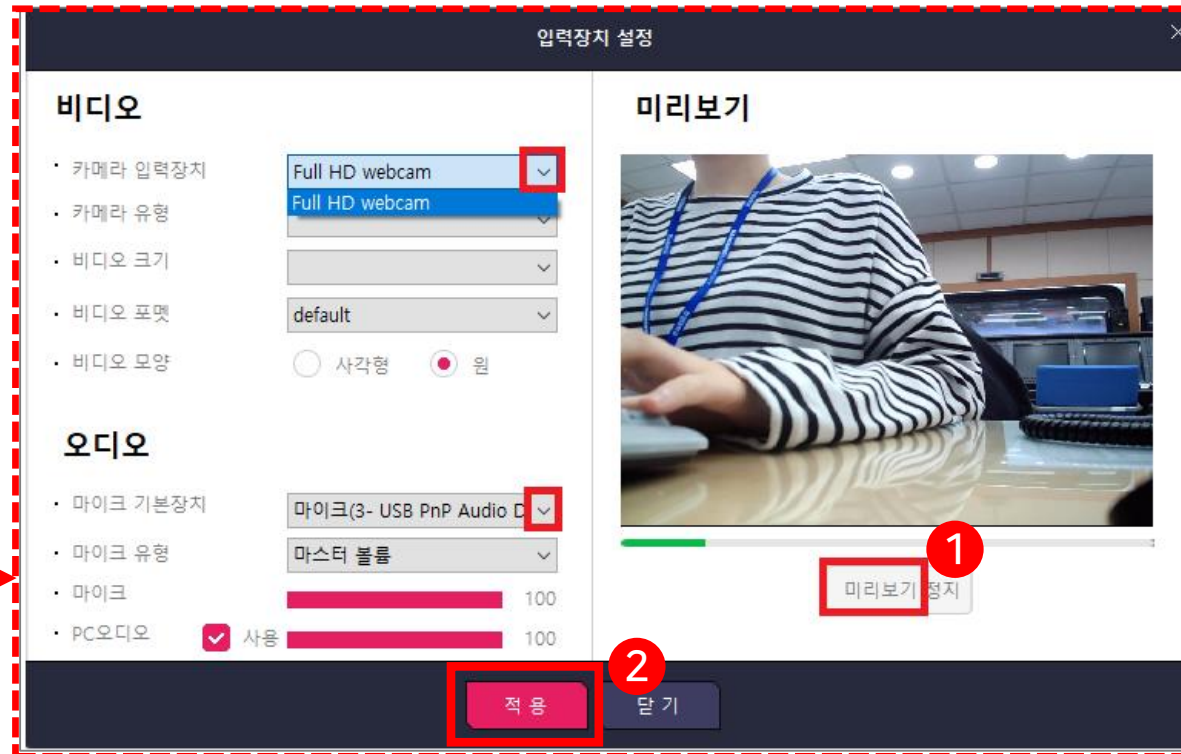 입력장치 설정
비디오
· 카메라 입력장치
Full HD webcam
Full HD webcam
· 카메라 유형
· 비디오 크기
· 비디오 포멧
default
· 비디오 모양
사각형
원
오디오
· 마이크 기본장치
마이크(3- USB PnP Audio D
· 마이크 유형
마스터 볼륨
· 마이크
100
· PC오디오
사용
100
미리보기
1
미리보기 정지
2
적 용
닫 기